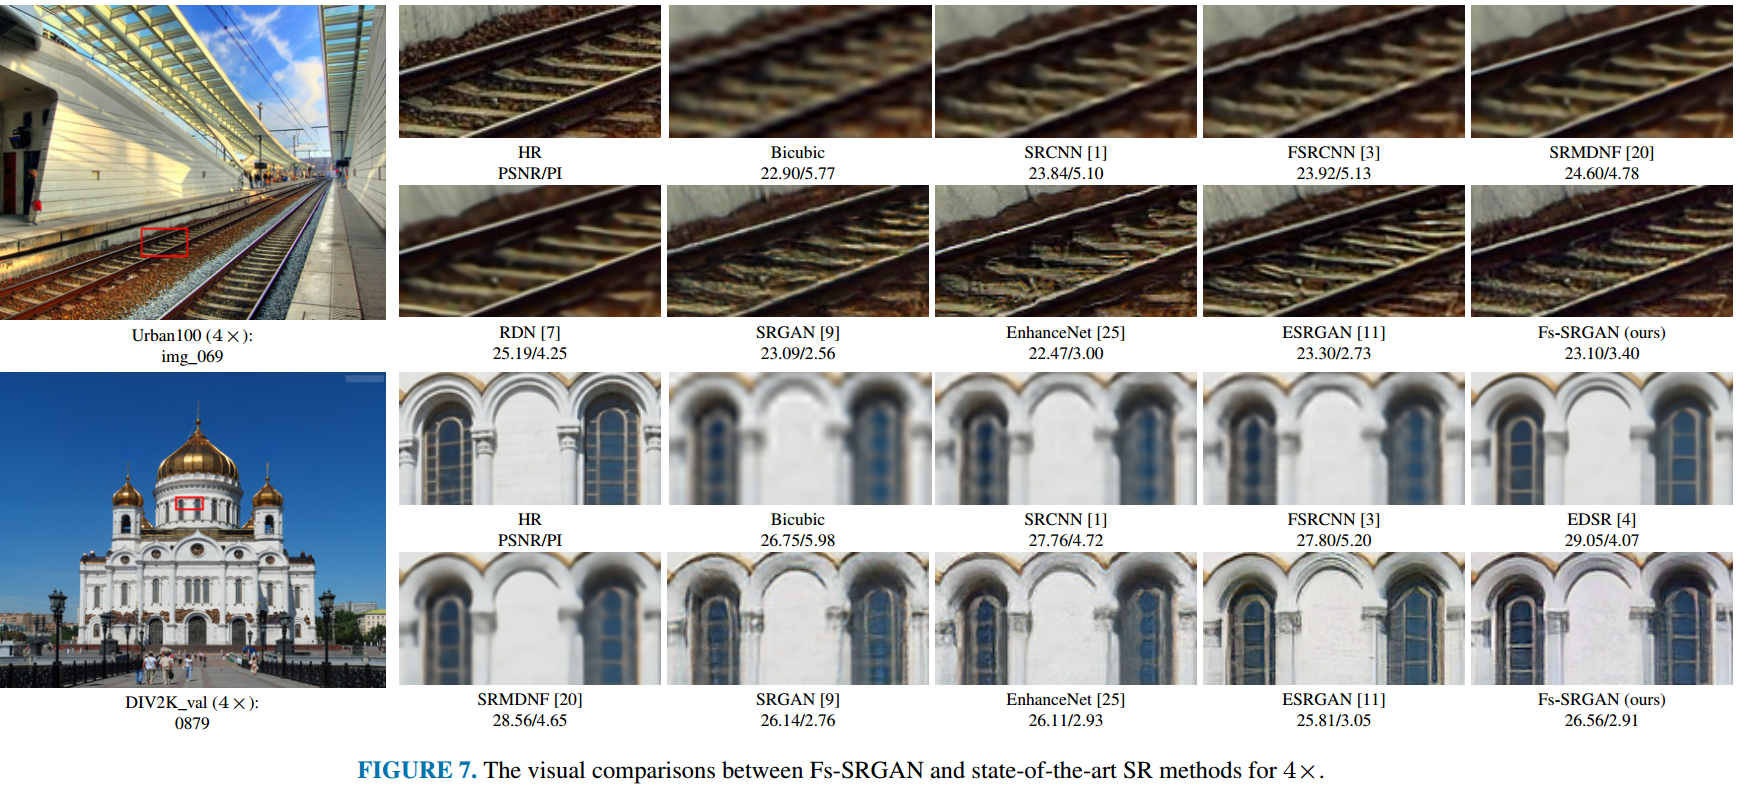 HR
PSNR/PI
Bicubic
22.90/5.77
SRCNN [1]
23.84/5.10
FSRCNN [3]
23.92/5.13
SRMDNF [20]
24.60/4.78
Urban100 (4×):
img_069
RDN [7]
25.19/4.25
SRGAN [9]
23.09/2.56
EnhanceNet [25]
22.47/3.00
ESRGAN [11]
23.30/2.73
Fs-SRGAN (ours)
23.10/3.40
HR
PSNR/PI
Bicubic
26.75/5.98
SRCNN [1]
27.76/4.72
FSRCNN [3]
27.80/5.20
EDSR [4]
29.05/4.07
DIV2K_val (4×):
0879
SRMDNF [20]
28.56/4.65
SRGAN [9]
26.14/2.76
EnhanceNet [25]
26.11/2.93
ESRGAN [11]
25.81/3.05
Fs-SRGAN (ours)
26.56/2.91
FIGURE 7. The visual comparisons between Fs-SRGAN and state-of-the-art SR methods for 4×.